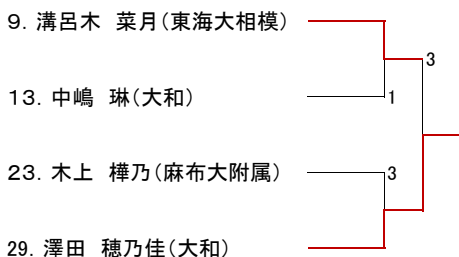 9. 溝呂木 菜月(東海大相模)
3
13. 中嶋 琳(大和)
1
23. 木上 樺乃(麻布大附属)
3
29. 澤田 穂乃佳(大和)